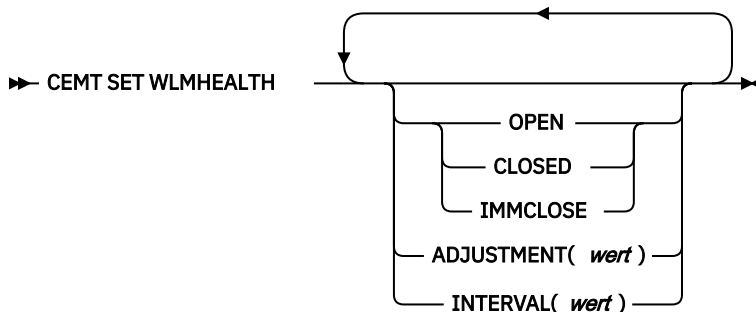 CEMT SET WLMHEALTH
OPEN
CLOSED
IMMCLOSE
ADJUSTMENT( wert )
INTERVAL( wert )